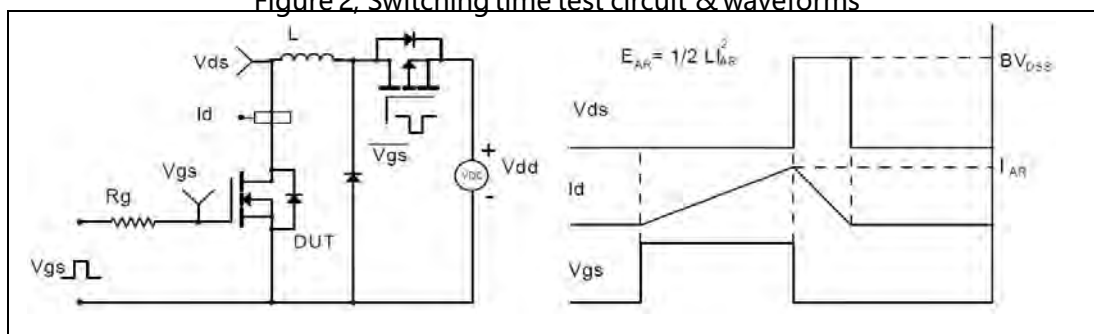 Figure 2, Switching time test circuit & waveforms
L
Vds
Id
Vgs
Rg
Vgs
DUT
Vgs
VDC
+
-
Vdd
EAR= 1/2 LI²AR
BVDSS
Vds
IAR
Id
Vgs